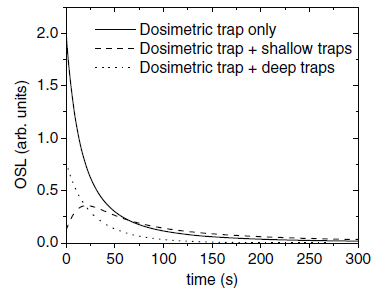 Dosimetric trap only
Dosimetric trap + shallow traps
Dosimetric trap + deep traps
OSL (arb. units)
2.0
1.5
1.0
0.5
0.0
0 50 100 150 200 250 300
time (s)